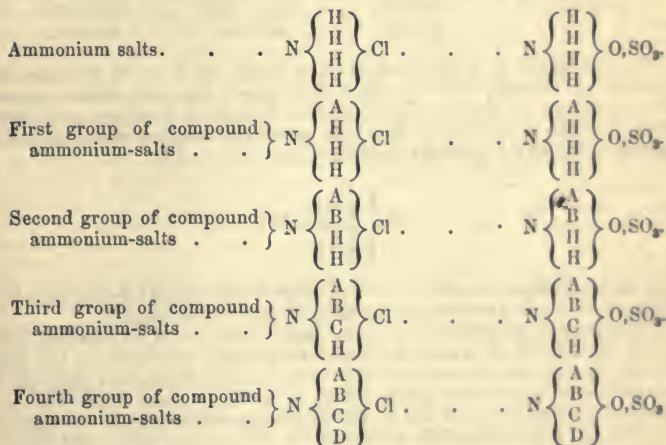 Ammonium salts. . . N { H H H H } Cl . . . N { H H H H } O,SO₃.
First group of compound
ammonium-salts . . } N { A H H H } Cl . . . N { A H H H } O,SO₃.
Second group of compound
ammonium-salts . . } N { A B H H } Cl . . . N { A B H H } O,SO₃.
Third group of compound
ammonium-salts . . } N { A B C H } Cl . . . N { A B C H } O,SO₃.
Fourth group of compound
ammonium-salts . . } N { A B C D } Cl . . . N { A B C D } O,SO₃